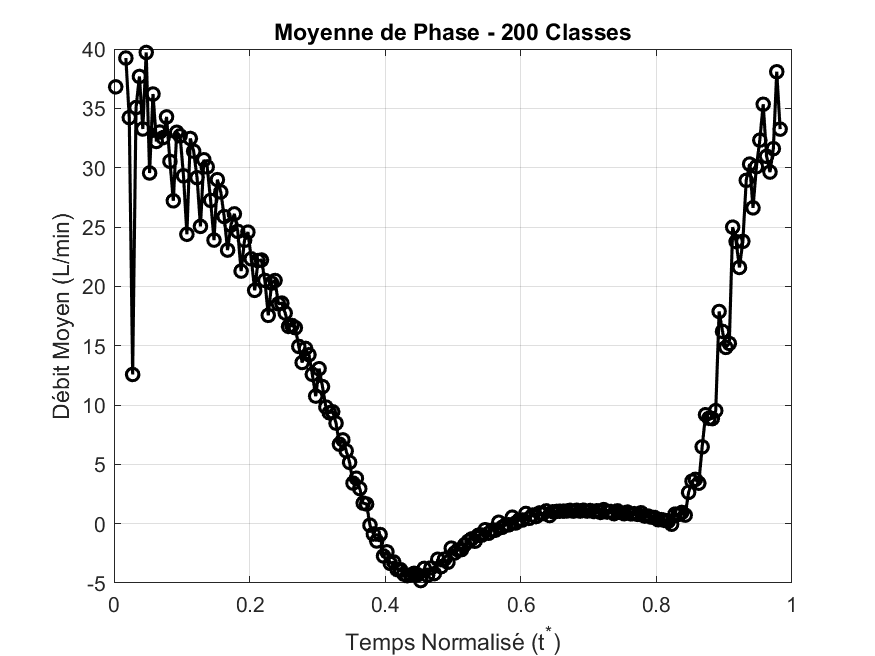 Moyenne de Phase - 200 Classes
Débit Moyen (L/min)
40
35
30
25
20
15
10
5
0
-5
0 0.2 0.4 0.6 0.8 1
Temps Normalisé (t*)